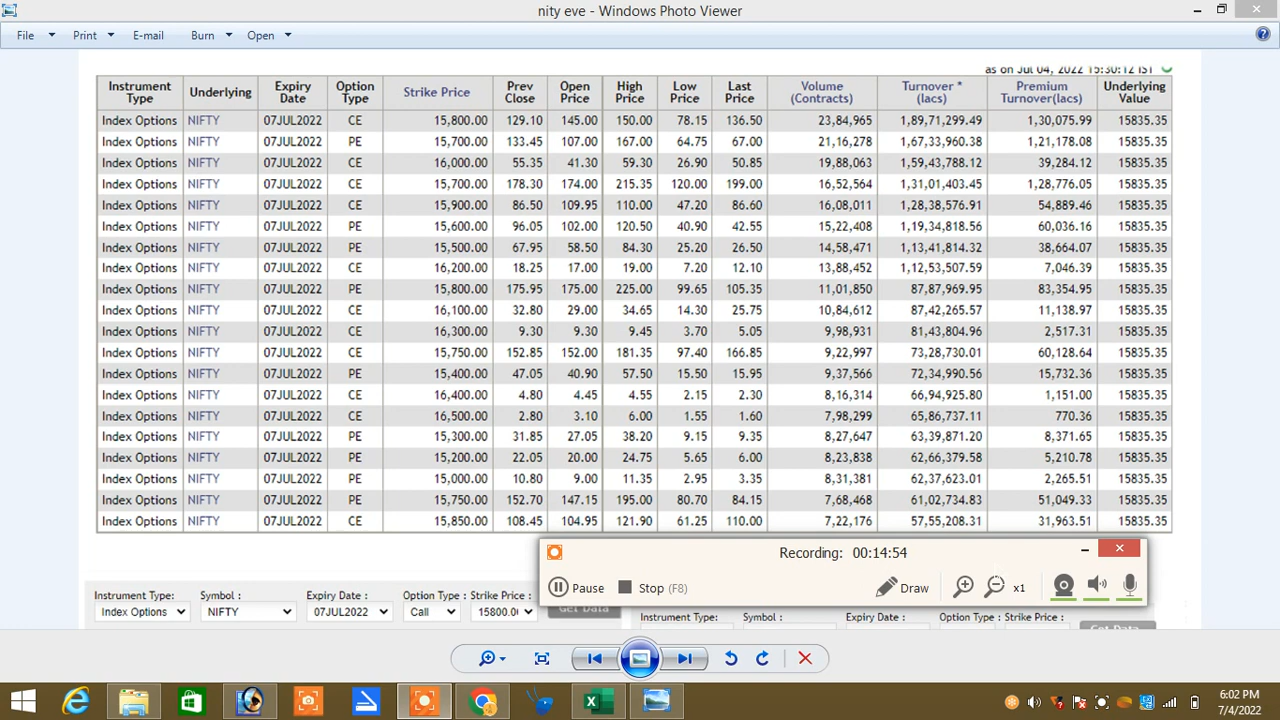 nity eve - Windows Photo Viewer
File Print E-mail Burn Open
as on Jul 04, 2022 15:30:12 IST
Instrument Type Underlying Expiry Date Option Type Strike Price Prev Close Open Price High Price Low Price Last Price Volume (Contracts) Turnover * (lacs) Premium Turnover(lacs) Underlying Value
Index Options NIFTY 07JUL2022 CE 15,800.00 129.10 145.00 150.00 78.15 136.50 23,84,965 1,89,71,299.49 1,30,075.99 15835.35
Index Options NIFTY 07JUL2022 PE 15,700.00 133.45 107.00 167.00 64.75 67.00 21,16,278 1,67,33,960.38 1,21,178.08 15835.35
Index Options NIFTY 07JUL2022 CE 16,000.00 55.35 41.30 59.30 26.90 50.85 19,88,063 1,59,43,788.12 39,284.12 15835.35
Index Options NIFTY 07JUL2022 CE 15,700.00 178.30 174.00 215.35 120.00 199.00 16,52,564 1,31,01,403.45 1,28,776.05 15835.35
Index Options NIFTY 07JUL2022 CE 15,900.00 86.50 109.95 110.00 47.20 86.60 16,08,011 1,28,38,576.91 54,889.46 15835.35
Index Options NIFTY 07JUL2022 PE 15,600.00 96.05 102.00 120.50 40.90 42.55 15,22,408 1,19,34,818.56 60,036.16 15835.35
Index Options NIFTY 07JUL2022 PE 15,500.00 67.95 58.50 84.30 25.20 26.50 14,58,471 1,13,41,814.32 38,664.07 15835.35
Index Options NIFTY 07JUL2022 CE 16,200.00 18.25 17.00 19.00 7.20 12.10 13,88,452 1,12,53,507.59 7,046.39 15835.35
Index Options NIFTY 07JUL2022 PE 15,800.00 175.95 175.00 225.00 99.65 105.35 11,01,850 87,87,969.95 83,354.95 15835.35
Index Options NIFTY 07JUL2022 CE 16,100.00 32.80 29.00 34.65 14.30 25.75 10,84,612 87,42,265.57 11,138.97 15835.35
Index Options NIFTY 07JUL2022 CE 16,300.00 9.30 9.30 9.45 3.70 5.05 9,98,931 81,43,804.96 2,517.31 15835.35
Index Options NIFTY 07JUL2022 CE 15,750.00 152.85 152.00 181.35 97.40 166.85 9,22,997 73,28,730.01 60,128.64 15835.35
Index Options NIFTY 07JUL2022 PE 15,400.00 47.05 40.90 57.50 15.50 15.95 9,37,566 72,34,990.56 15,732.36 15835.35
Index Options NIFTY 07JUL2022 CE 16,400.00 4.80 4.45 4.55 2.15 2.30 8,16,314 66,94,925.80 1,151.00 15835.35
Index Options NIFTY 07JUL2022 CE 16,500.00 2.80 3.10 6.00 1.55 1.60 7,98,299 65,86,737.11 770.36 15835.35
Index Options NIFTY 07JUL2022 PE 15,300.00 31.85 27.05 38.20 9.15 9.35 8,27,647 63,39,871.20 8,371.65 15835.35
Index Options NIFTY 07JUL2022 PE 15,200.00 22.05 20.00 24.75 5.65 6.00 8,23,838 62,66,379.58 5,210.78 15835.35
Index Options NIFTY 07JUL2022 PE 15,000.00 10.80 9.00 11.35 2.95 3.35 8,31,381 62,37,623.01 2,265.51 15835.35
Index Options NIFTY 07JUL2022 PE 15,750.00 152.70 147.15 195.00 80.70 84.15 7,68,468 61,02,734.83 51,049.33 15835.35
Index Options NIFTY 07JUL2022 CE 15,850.00 108.45 104.95 121.90 61.25 110.00 7,22,176 57,55,208.31 31,963.51 15835.35
Recording: 00:14:54
Pause Stop (F8) Draw x1
Instrument Type: Symbol : Expiry Date : Option Type : Strike Price :
Index Options NIFTY 07JUL2022 Call 15800.0 Get Data
Instrument Type: Symbol : Expiry Date : Option Type : Strike Price :
Get Data
6:02 PM
7/4/2022